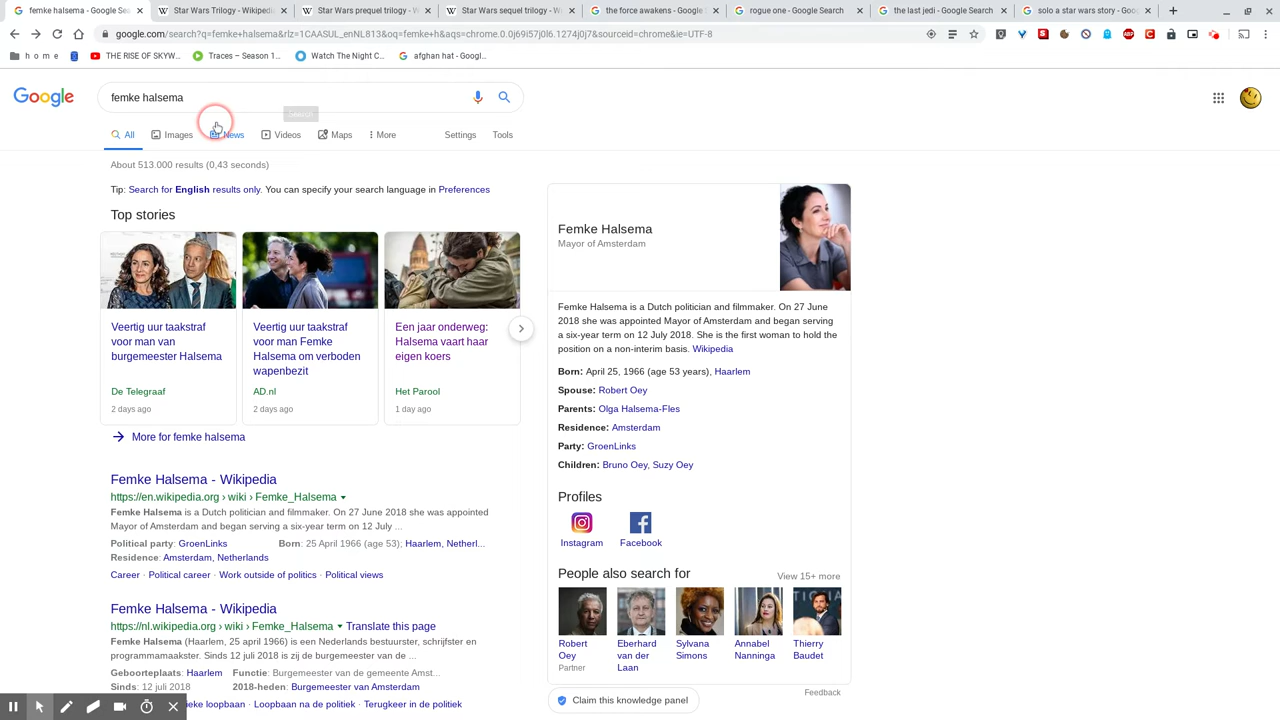 femke halsema - Google Sea
Star Wars Trilogy - Wikipedi
Star Wars prequel trilogy - W
Star Wars sequel trilogy - W
the force awakens - Google
rogue one - Google Search
the last jedi - Google Search
solo a star wars story - Goo
google.com/search?q=femke+halsema&rlz=1CAASUL_enNL813&oq=femke+h&aqs=chrome.0.0j69i57j0l6.1274j0j7&sourceid=chrome&ie=UTF-8
h o m e
THE RISE OF SKYW...
Traces – Season 1...
Watch The Night C...
afghan hat - Googl...
Google
femke halsema
Search
All
Images
News
Videos
Maps
More
Settings
Tools
About 513.000 results (0,43 seconds)
Tip: Search for English results only. You can specify your search language in Preferences
Top stories
Veertig uur taakstraf
voor man van
burgemeester Halsema
De Telegraaf
2 days ago
Veertig uur taakstraf
voor man Femke
Halsema om verboden
wapenbezit
AD.nl
2 days ago
Een jaar onderweg:
Halsema vaart haar
eigen koers
Het Parool
1 day ago
More for femke halsema
Femke Halsema - Wikipedia
https://en.wikipedia.org › wiki › Femke_Halsema
Femke Halsema is a Dutch politician and filmmaker. On 27 June 2018 she was appointed
Mayor of Amsterdam and began serving a six-year term on 12 July ...
Political party: GroenLinks
Born: 25 April 1966 (age 53); Haarlem, Netherl...
Residence: Amsterdam, Netherlands
Career · Political career · Work outside of politics · Political views
Femke Halsema - Wikipedia
https://nl.wikipedia.org › wiki › Femke_Halsema Translate this page
Femke Halsema (Haarlem, 25 april 1966) is een Nederlands bestuurster, schrijfster en
programmamaakster. Sinds 12 juli 2018 is zij de burgemeester van de ...
Geboorteplaats: Haarlem
Functie: Burgemeester van de gemeente Amst...
Sinds: 12 juli 2018
2018-heden: Burgemeester van Amsterdam
ieke loopbaan · Loopbaan na de politiek · Terugkeer in de politiek
Femke Halsema
Mayor of Amsterdam
Femke Halsema is a Dutch politician and filmmaker. On 27 June
2018 she was appointed Mayor of Amsterdam and began serving
a six-year term on 12 July 2018. She is the first woman to hold the
position on a non-interim basis. Wikipedia
Born: April 25, 1966 (age 53 years), Haarlem
Spouse: Robert Oey
Parents: Olga Halsema-Fles
Residence: Amsterdam
Party: GroenLinks
Children: Bruno Oey, Suzy Oey
Profiles
Instagram
Facebook
People also search for
View 15+ more
Robert
Oey
Partner
Eberhard
van der
Laan
Sylvana
Simons
Annabel
Nanninga
Thierry
Baudet
Feedback
Claim this knowledge panel